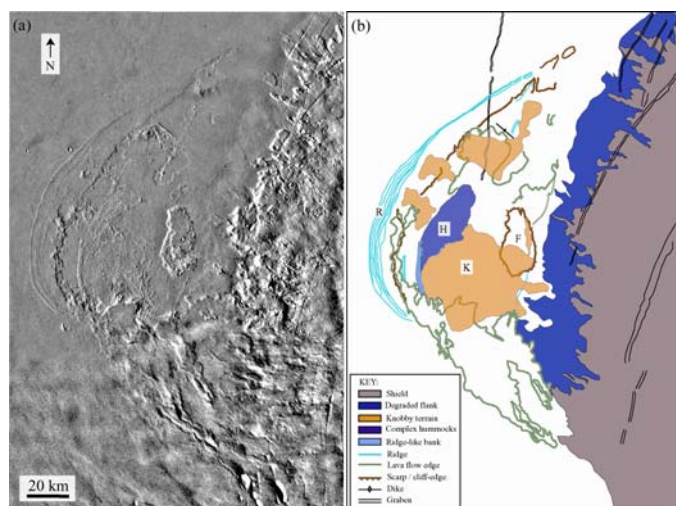 (a)
N
20 km
(b)
R
H
F
K
KEY:
Shield
Degraded flank
Knobby terrain
Complex hummocks
Ridge-like bank
Ridge
Lava flow edge
Scarp / cliff-edge
Dike
Graben